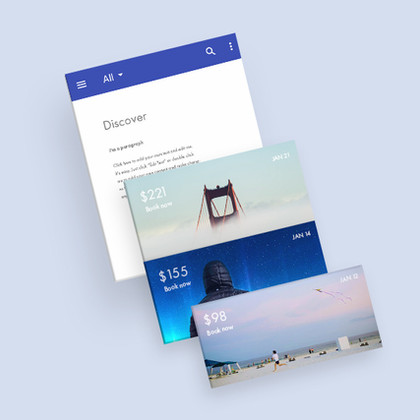 All
Discover
I'm a paragraph
Click here to add your own text and edit me.
It's easy. Just click "Edit Text" or double click
JAN 21
$221
Book now
JAN 14
$155
Book now
JAN 12
$98
Book now